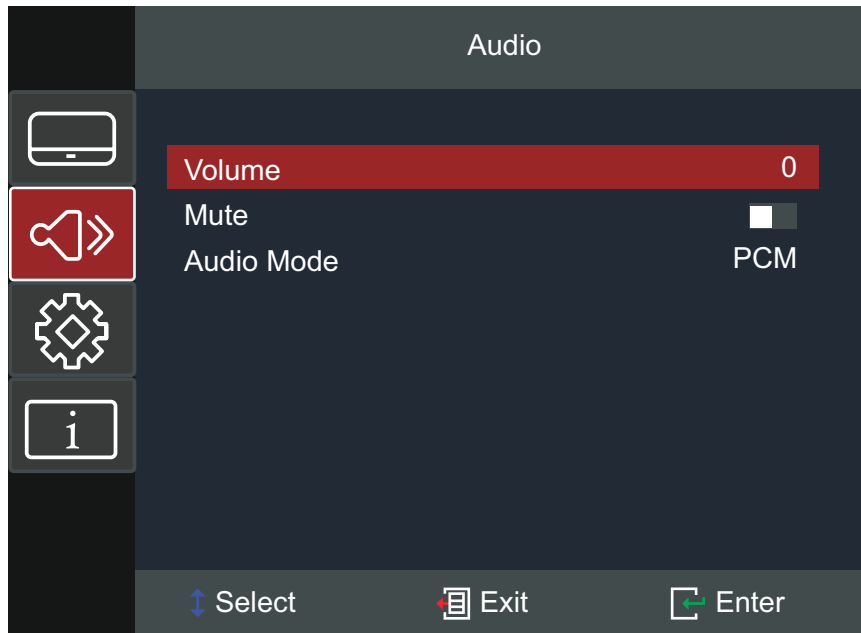 Audio
Volume 0
Mute
Audio Mode PCM
i
Select Exit Enter